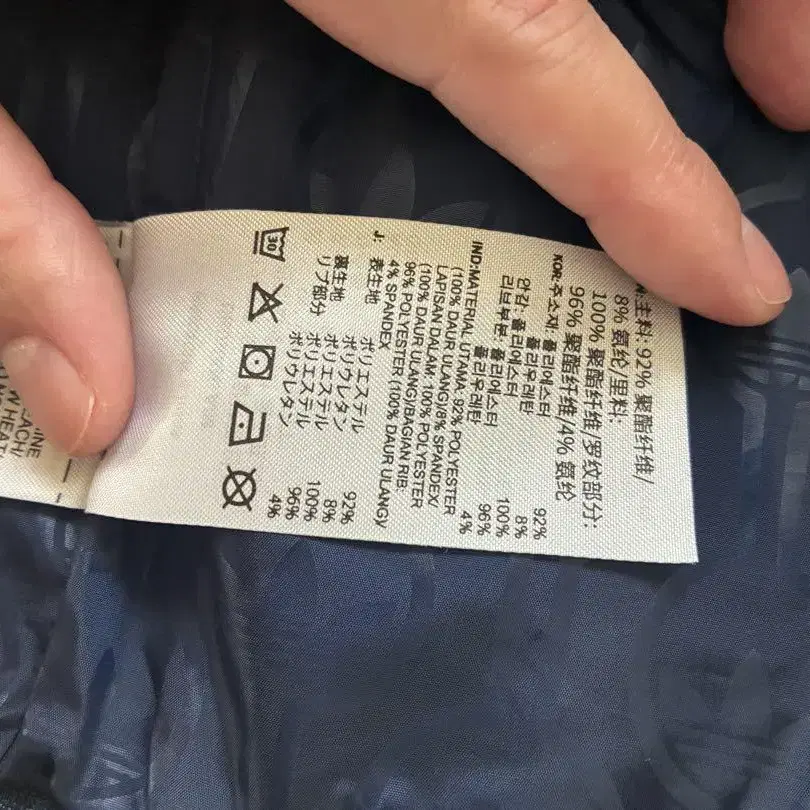 主料: 92% 聚酯纤维/
8% 氨纶/里料:
100% 聚酯纤维/罗纹部分:
96% 聚酯纤维/4% 氨纶
KOR:주소재: 폴리에스터 92%
폴리우레탄 8%
안감: 폴리에스터 100%
리브부분: 폴리에스터 96%
폴리우레탄 4%
IND:MATERIAL UTAMA: 92% POLYESTER
(100% DAUR ULANG)/8% SPANDEX/
LAPISAN DALAM: 100% POLYESTER
(100% DAUR ULANG)/BAGIAN RIB:
96% POLYESTER (100% DAUR ULANG)/
4% SPANDEX
J: 表生地 ポリエステル 92%
ポリウレタン 8%
裏生地 ポリエステル 100%
リブ部分 ポリエステル 96%
ポリウレタン 4%
30
HEAT/